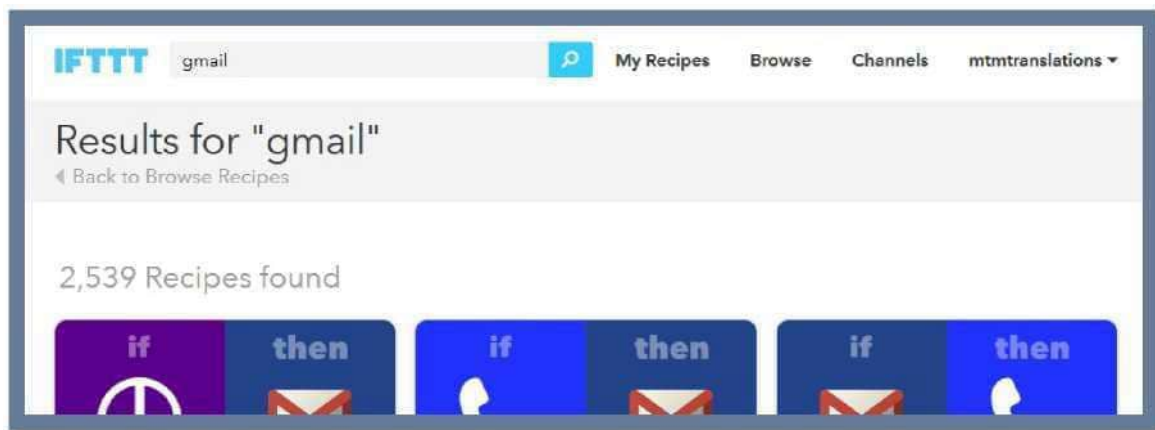 IFTTT gmail My Recipes Browse Channels mtmtranslations
Results for "gmail"
Back to Browse Recipes
2,539 Recipes found
if then if then if then